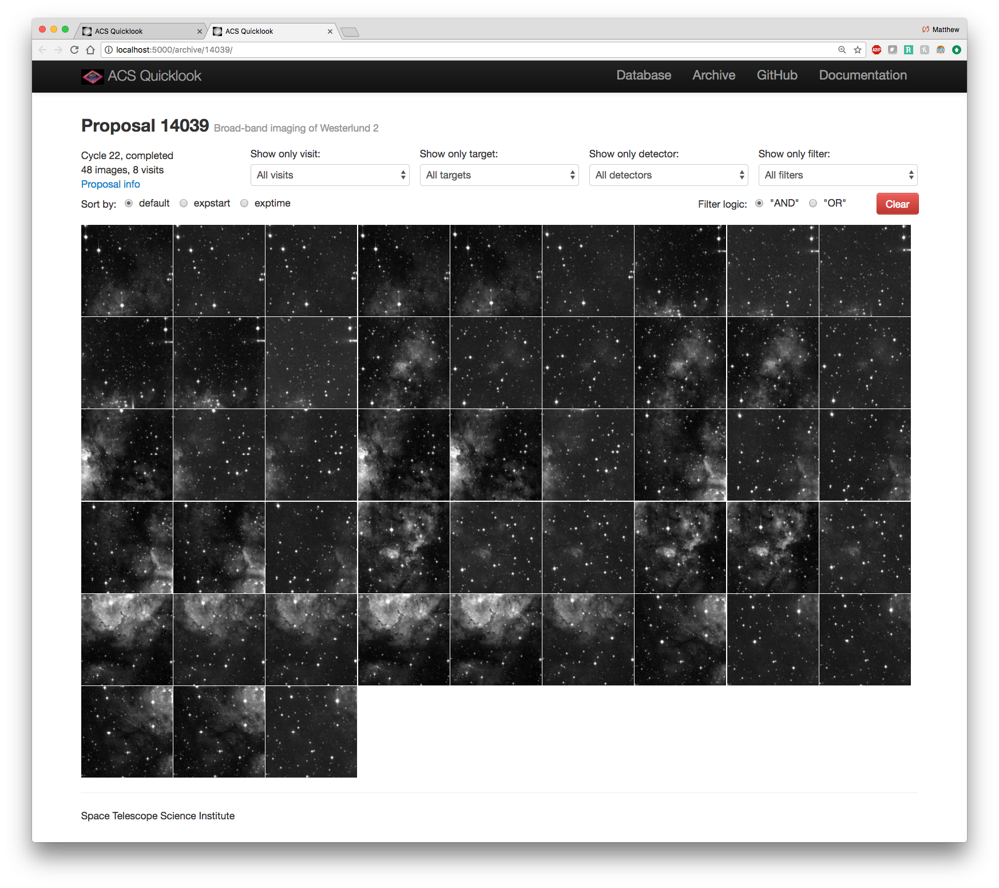 ACS Quicklook
ACS Quicklook
Matthew
localhost:5000/archive/14039/
ABP
R
ACS Quicklook
Database Archive GitHub Documentation
Proposal 14039 Broad-band imaging of Westerlund 2
Cycle 22, completed
48 images, 8 visits
Proposal info
Show only visit:
All visits
Show only target:
All targets
Show only detector:
All detectors
Show only filter:
All filters
Sort by: default expstart exptime
Filter logic: "AND" "OR" Clear
Space Telescope Science Institute